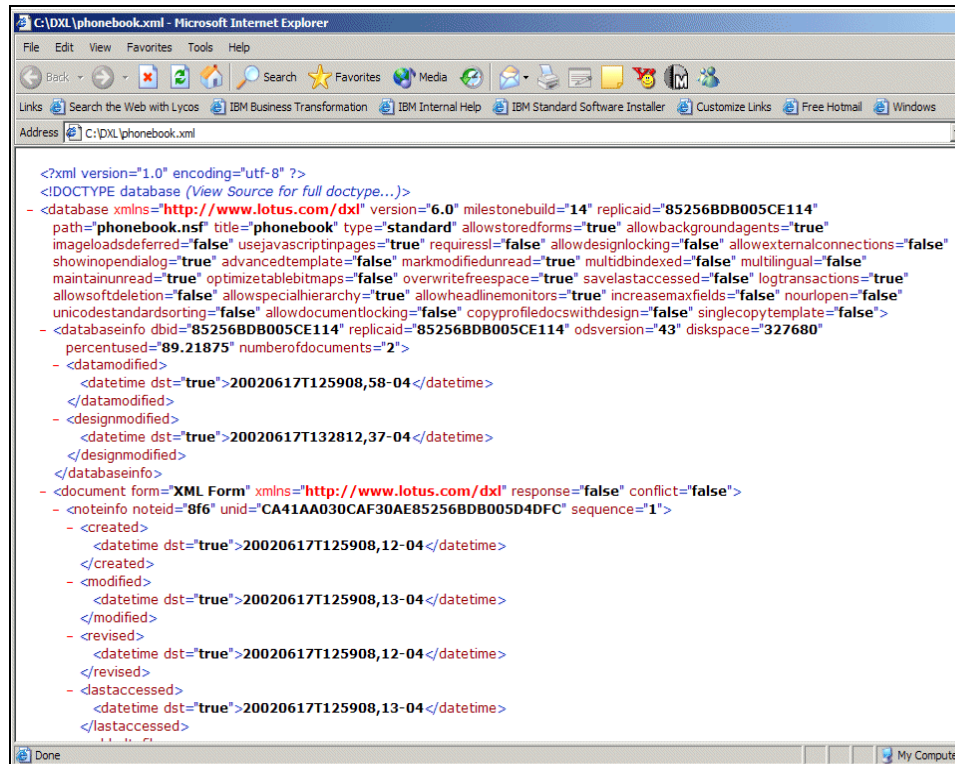 C:\DXL\phonebook.xml - Microsoft Internet Explorer
File Edit View Favorites Tools Help
Back Search Favorites Media
Links Search the Web with Lycos IBM Business Transformation IBM Internal Help IBM Standard Software Installer Customize Links Free Hotmail Windows
Address C:\DXL\phonebook.xml
<?xml version="1.0" encoding="utf-8" ?>
<!DOCTYPE database (View Source for full doctype...)>
- <database xmlns="http://www.lotus.com/dxl" version="6.0" milestonebuild="14" replicaid="85256BDB005CE114"
path="phonebook.nsf" title="phonebook" type="standard" allowstoredforms="true" allowbackgroundagents="true"
imageloadsdeferred="false" usejavascriptinpages="true" requiressl="false" allowdesignlocking="false" allowexternalconnections="false"
showinopendialog="true" advancedtemplate="false" markmodifiedunread="true" multidbindexed="false" multilingual="false"
maintainunread="true" optimizetablebitmaps="false" overwritefreespace="true" savelastaccessed="false" logtransactions="true"
allowsoftdeletion="false" allowspecialhierarchy="true" allowheadlinemonitors="true" increasemaxfields="false" nourlopen="false"
unicodestandardsorting="false" allowdocumentlocking="false" copyprofiledocswithdesign="false" singlecopytemplate="false">
- <databaseinfo dbid="85256BDB005CE114" replicaid="85256BDB005CE114" odsversion="43" diskspace="327680"
percentused="89.21875" numberofdocuments="2">
- <datamodified>
<datetime dst="true">20020617T125908,58-04</datetime>
</datamodified>
- <designmodified>
<datetime dst="true">20020617T132812,37-04</datetime>
</designmodified>
</databaseinfo>
- <document form="XML Form" xmlns="http://www.lotus.com/dxl" response="false" conflict="false">
- <noteinfo noteid="8f6" unid="CA41AA030CAF30AE85256BDB005D4DFC" sequence="1">
- <created>
<datetime dst="true">20020617T125908,12-04</datetime>
</created>
- <modified>
<datetime dst="true">20020617T125908,13-04</datetime>
</modified>
- <revised>
<datetime dst="true">20020617T125908,12-04</datetime>
</revised>
- <lastaccessed>
<datetime dst="true">20020617T125908,13-04</datetime>
</lastaccessed>
Done My Compute